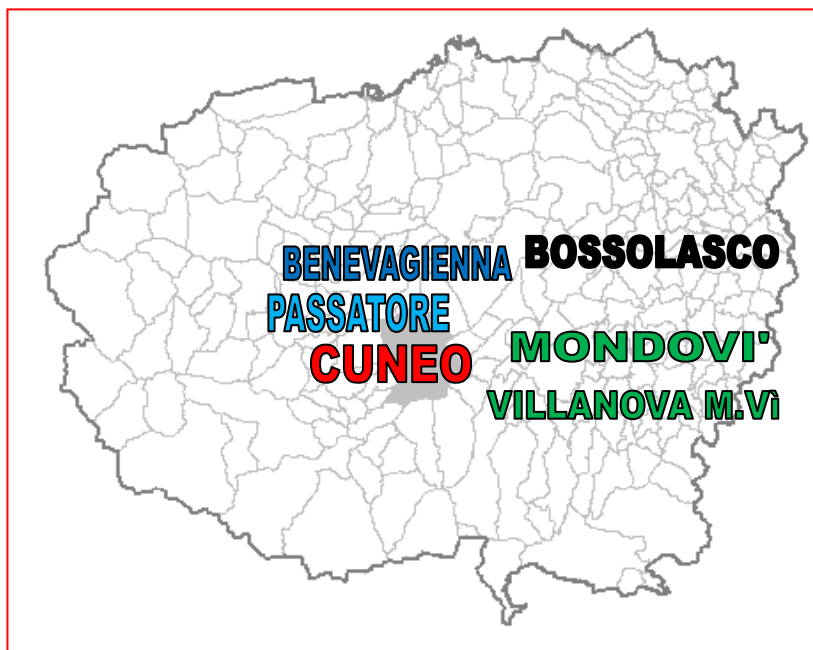 BOSSOLASCO
BENEVAGIENNA
PASSATORE
MONDOVI'
CUNEO
VILLANOVA M.Vì